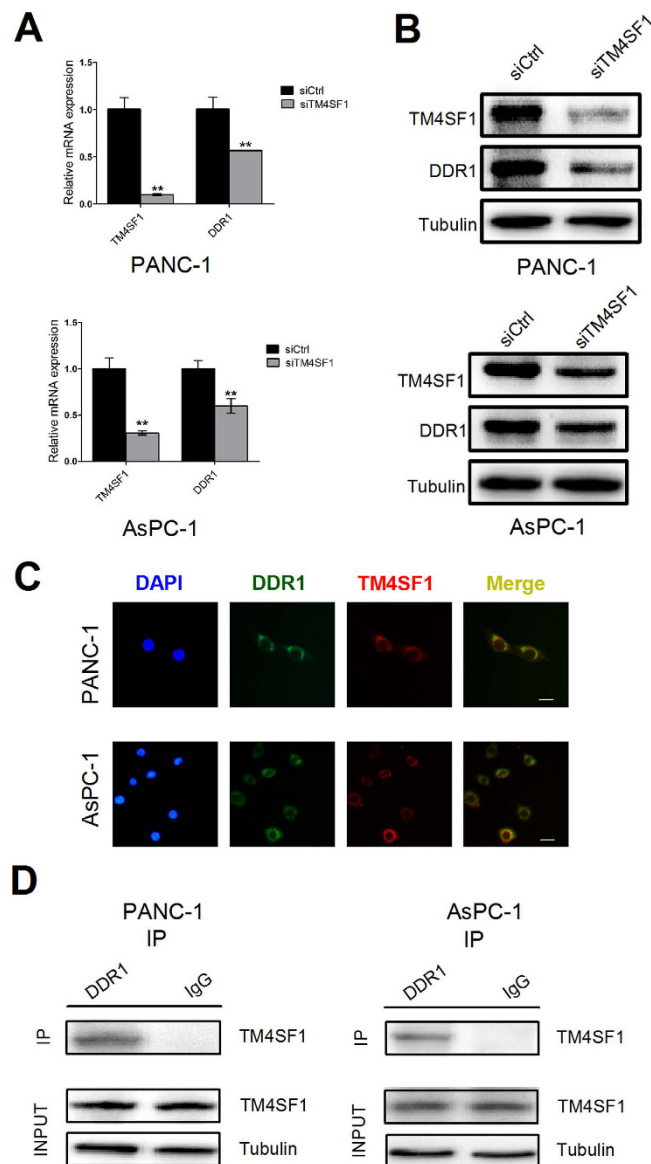 A
Relative mRNA expression
1.5
1.0
0.5
0.0
siCtrl
siTM4SF1
**
**
TM4SF1
DDR1
PANC-1
Relative mRNA expression
1.5
1.0
0.5
0.0
siCtrl
siTM4SF1
**
**
TM4SF1
DDR1
AsPC-1
B
siCtrl siTM4SF1
TM4SF1
DDR1
Tubulin
PANC-1
siCtrl siTM4SF1
TM4SF1
DDR1
Tubulin
AsPC-1
C
DAPI DDR1 TM4SF1 Merge
PANC-1
AsPC-1
D
PANC-1
IP
DDR1 IgG
IP TM4SF1
INPUT TM4SF1
Tubulin
AsPC-1
IP
DDR1 IgG
IP TM4SF1
INPUT TM4SF1
Tubulin